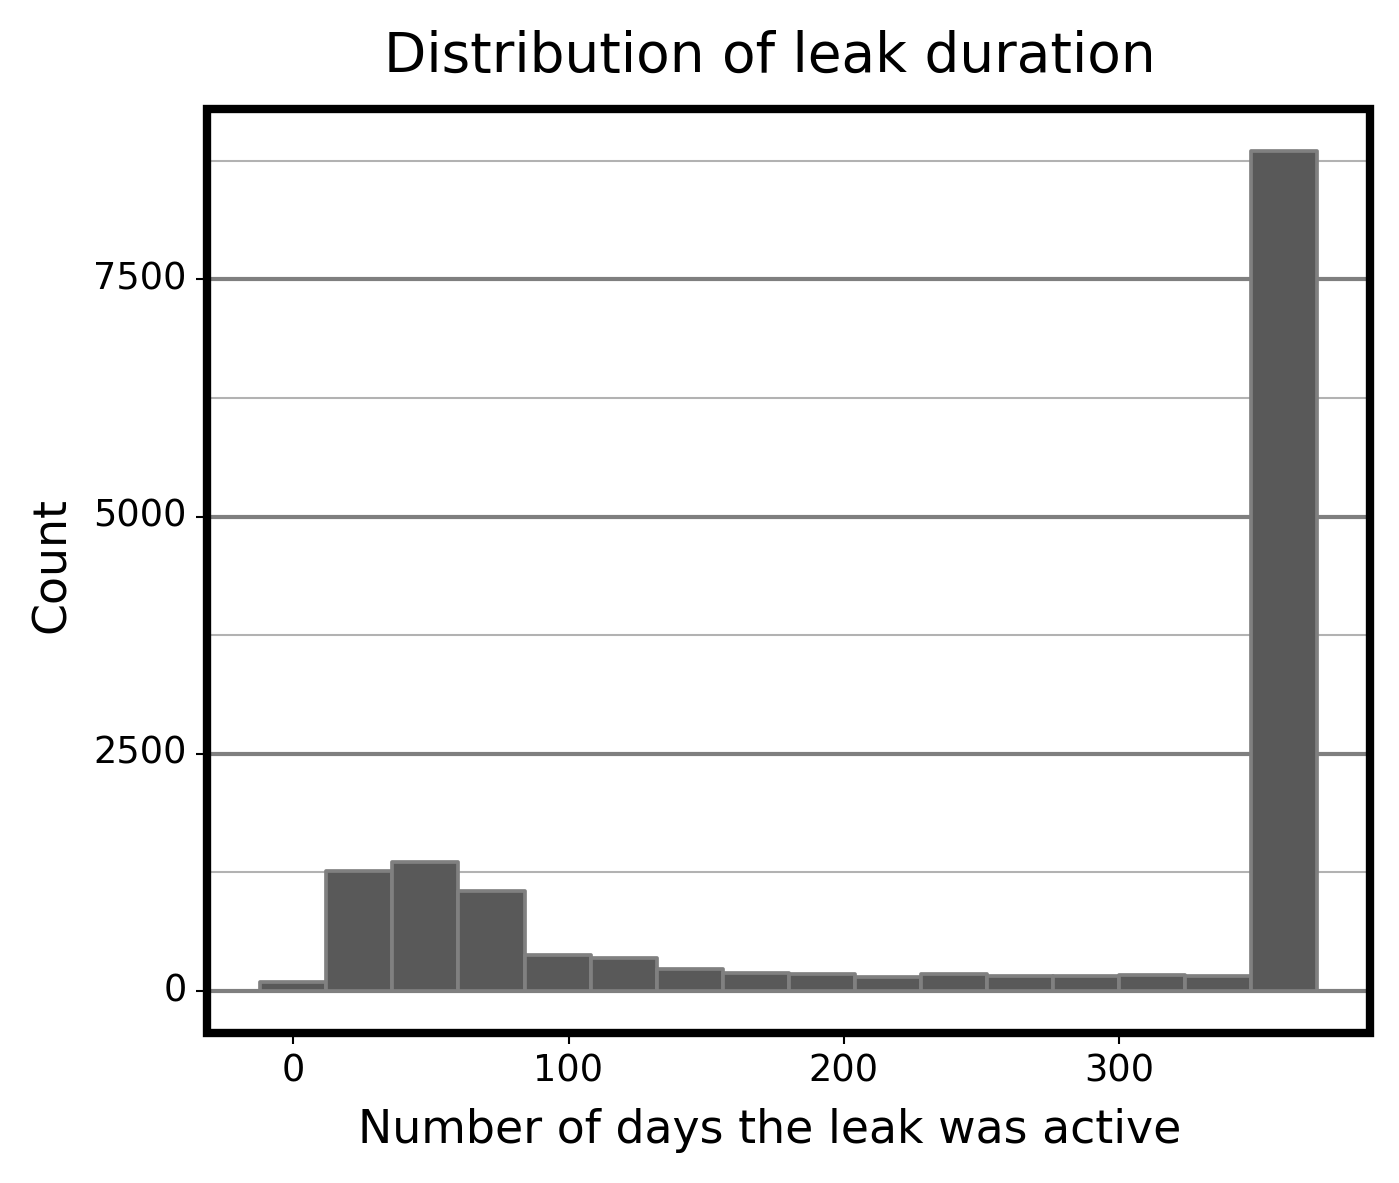 Distribution of leak duration
7500
5000
2500
0
Count
0 100 200 300
Number of days the leak was active